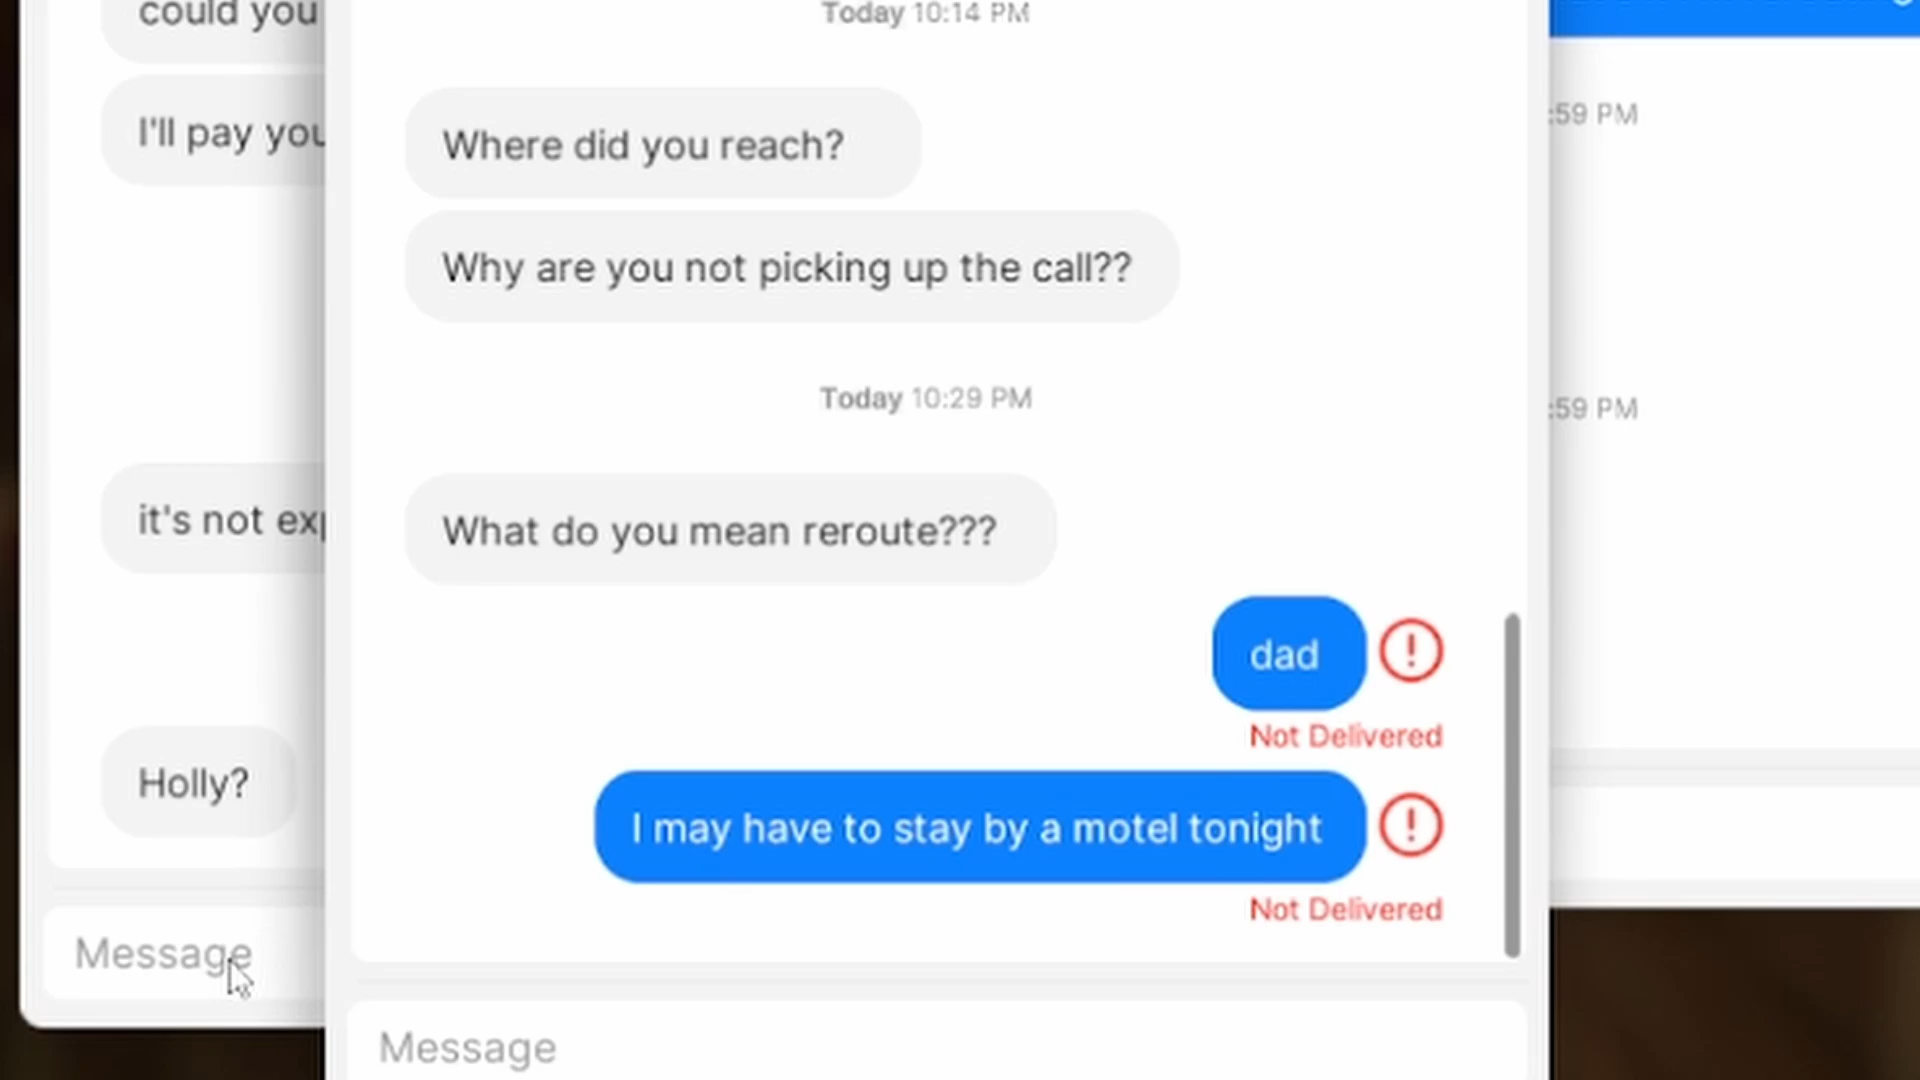 could you
I'll pay you
it's not
Holly?
Message
Today 10:14 PM
Where did you reach?
Why are you not picking up the call??
Today 10:29 PM
What do you mean reroute???
dad
Not Delivered
I may have to stay by a motel tonight
Not Delivered
Message
:59 PM
:59 PM